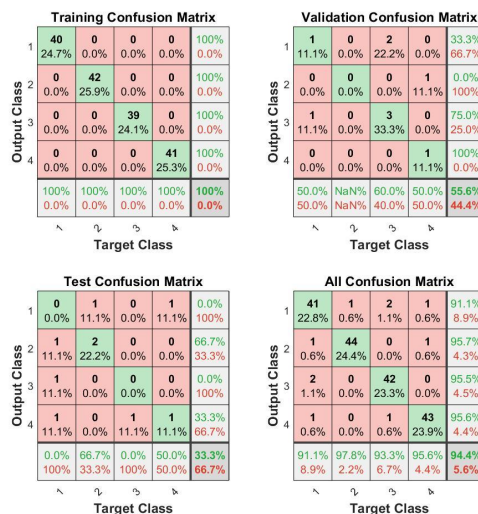 Training Confusion Matrix
Output Class
1
40 0 0 0 100%
24.7% 0.0% 0.0% 0.0% 0.0%
2
0 42 0 0 100%
0.0% 25.9% 0.0% 0.0% 0.0%
3
0 0 39 0 100%
0.0% 0.0% 24.1% 0.0% 0.0%
4
0 0 0 41 100%
0.0% 0.0% 0.0% 25.3% 0.0%
100% 100% 100% 100% 100%
0.0% 0.0% 0.0% 0.0% 0.0%
1 2 3 4
Target Class
Validation Confusion Matrix
Output Class
1
1 0 2 0 33.3%
11.1% 0.0% 22.2% 0.0% 66.7%
2
0 0 0 1 0.0%
0.0% 0.0% 0.0% 11.1% 100%
3
1 0 3 0 75.0%
11.1% 0.0% 33.3% 0.0% 25.0%
4
0 0 0 1 100%
0.0% 0.0% 0.0% 11.1% 0.0%
50.0% NaN% 60.0% 50.0% 55.6%
50.0% NaN% 40.0% 50.0% 44.4%
1 2 3 4
Target Class
Test Confusion Matrix
Output Class
1
0 1 0 1 0.0%
0.0% 11.1% 0.0% 11.1% 100%
2
1 2 0 0 66.7%
11.1% 22.2% 0.0% 0.0% 33.3%
3
1 0 0 0 0.0%
11.1% 0.0% 0.0% 0.0% 100%
4
1 0 1 1 33.3%
11.1% 0.0% 11.1% 11.1% 66.7%
0.0% 66.7% 0.0% 50.0% 33.3%
100% 33.3% 100% 50.0% 66.7%
1 2 3 4
Target Class
All Confusion Matrix
Output Class
1
41 1 2 1 91.1%
22.8% 0.6% 1.1% 0.6% 8.9%
2
1 44 0 1 95.7%
0.6% 24.4% 0.0% 0.6% 4.3%
3
2 0 42 0 95.5%
1.1% 0.0% 23.3% 0.0% 4.5%
4
1 0 1 43 95.6%
0.6% 0.0% 0.6% 23.9% 4.4%
91.1% 97.8% 93.3% 95.6% 94.4%
8.9% 2.2% 6.7% 4.4% 5.6%
1 2 3 4
Target Class